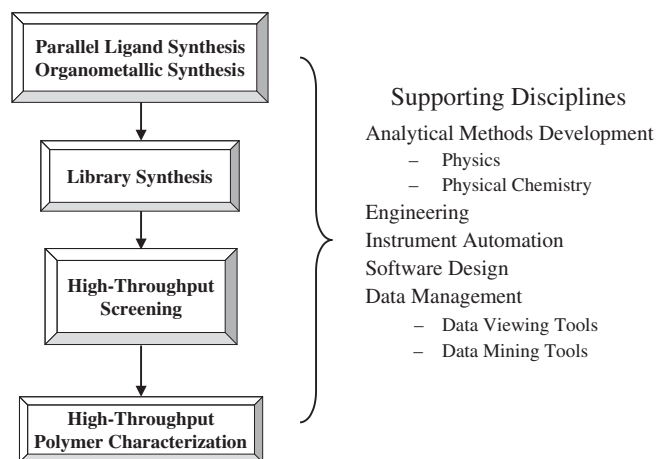 Parallel Ligand Synthesis
Organometallic Synthesis
Library Synthesis
High-Throughput
Screening
High-Throughput
Polymer Characterization
Supporting Disciplines
Analytical Methods Development
– Physics
– Physical Chemistry
Engineering
Instrument Automation
Software Design
Data Management
– Data Viewing Tools
– Data Mining Tools